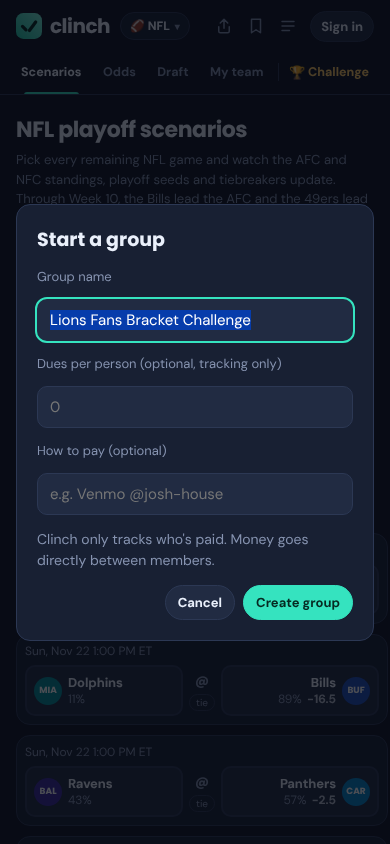 clinch
🏈 NFL ▾
Sign in
Scenarios
Odds
Draft
My team
🏆 Challenge
NFL playoff scenarios
Pick every remaining NFL game and watch the AFC and
NFC standings, playoff seeds and tiebreakers update.
Through Week 10, the Bills lead the AFC and the 49ers lead
Start a group
Group name
Lions Fans Bracket Challenge
Dues per person (optional, tracking only)
0
How to pay (optional)
e.g. Venmo @josh-house
Clinch only tracks who's paid. Money goes
directly between members.
Cancel
Create group
Sun, Nov 22 1:00 PM ET
MIA
Dolphins
11%
@
tie
Bills
89% -16.5
BUF
Sun, Nov 22 1:00 PM ET
BAL
Ravens
43%
@
tie
Panthers
57% -2.5
CAR